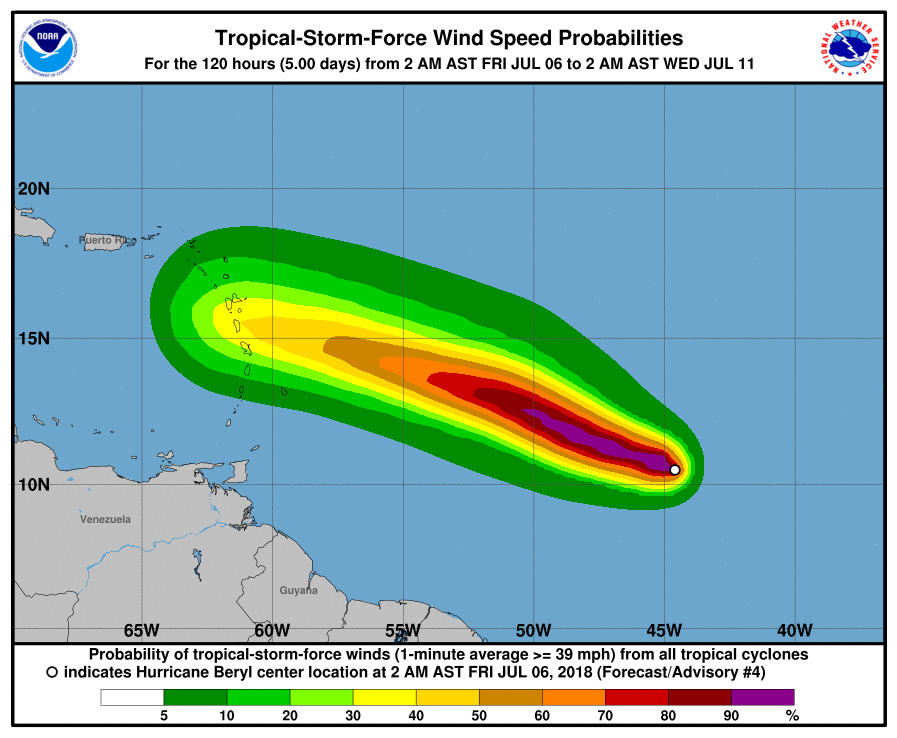 NOAA
NATIONAL OCEANIC AND ATMOSPHERIC ADMINISTRATION
U.S. DEPARTMENT OF COMMERCE
Tropical-Storm-Force Wind Speed Probabilities
For the 120 hours (5.00 days) from 2 AM AST FRI JUL 06 to 2 AM AST WED JUL 11
NATIONAL WEATHER SERVICE
20N
Puerto Rico
15N
10N
Venezuela
Guyana
65W 60W 55W 50W 45W 40W
Probability of tropical-storm-force winds (1-minute average >= 39 mph) from all tropical cyclones
indicates Hurricane Beryl center location at 2 AM AST FRI JUL 06, 2018 (Forecast/Advisory #4)
5 10 20 30 40 50 60 70 80 90 %